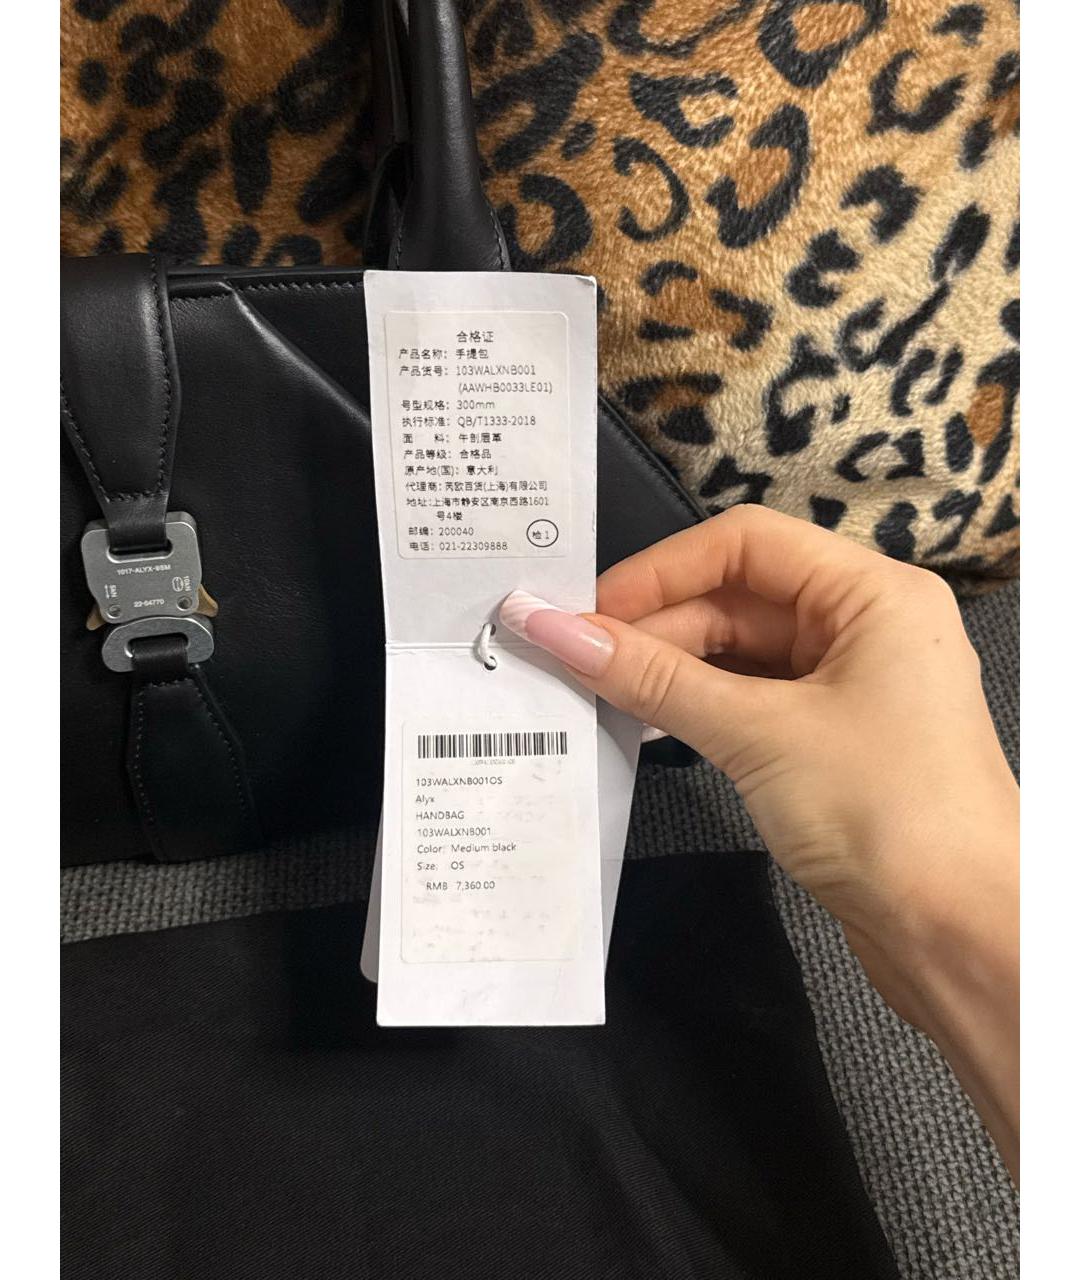 合格证
产品名称: 手提包
产品货号: 103WALXNB001
(AAWHB0033LE01)
号型规格: 300mm
执行标准: QB/T1333-2018
面 料: 牛剖层革
产品等级: 合格品
原产地(国): 意大利
代理商: 芮欧百货(上海)有限公司
地址: 上海市静安区南京西路1601
号4楼
邮编: 200040
电话: 021-22309888
检 1
1017-ALYX-9SM
22-04770
103WALXNB001OS
Alyx
HANDBAG
103WALXNB001
Color: Medium black
Size: OS
RMB 7,360.00